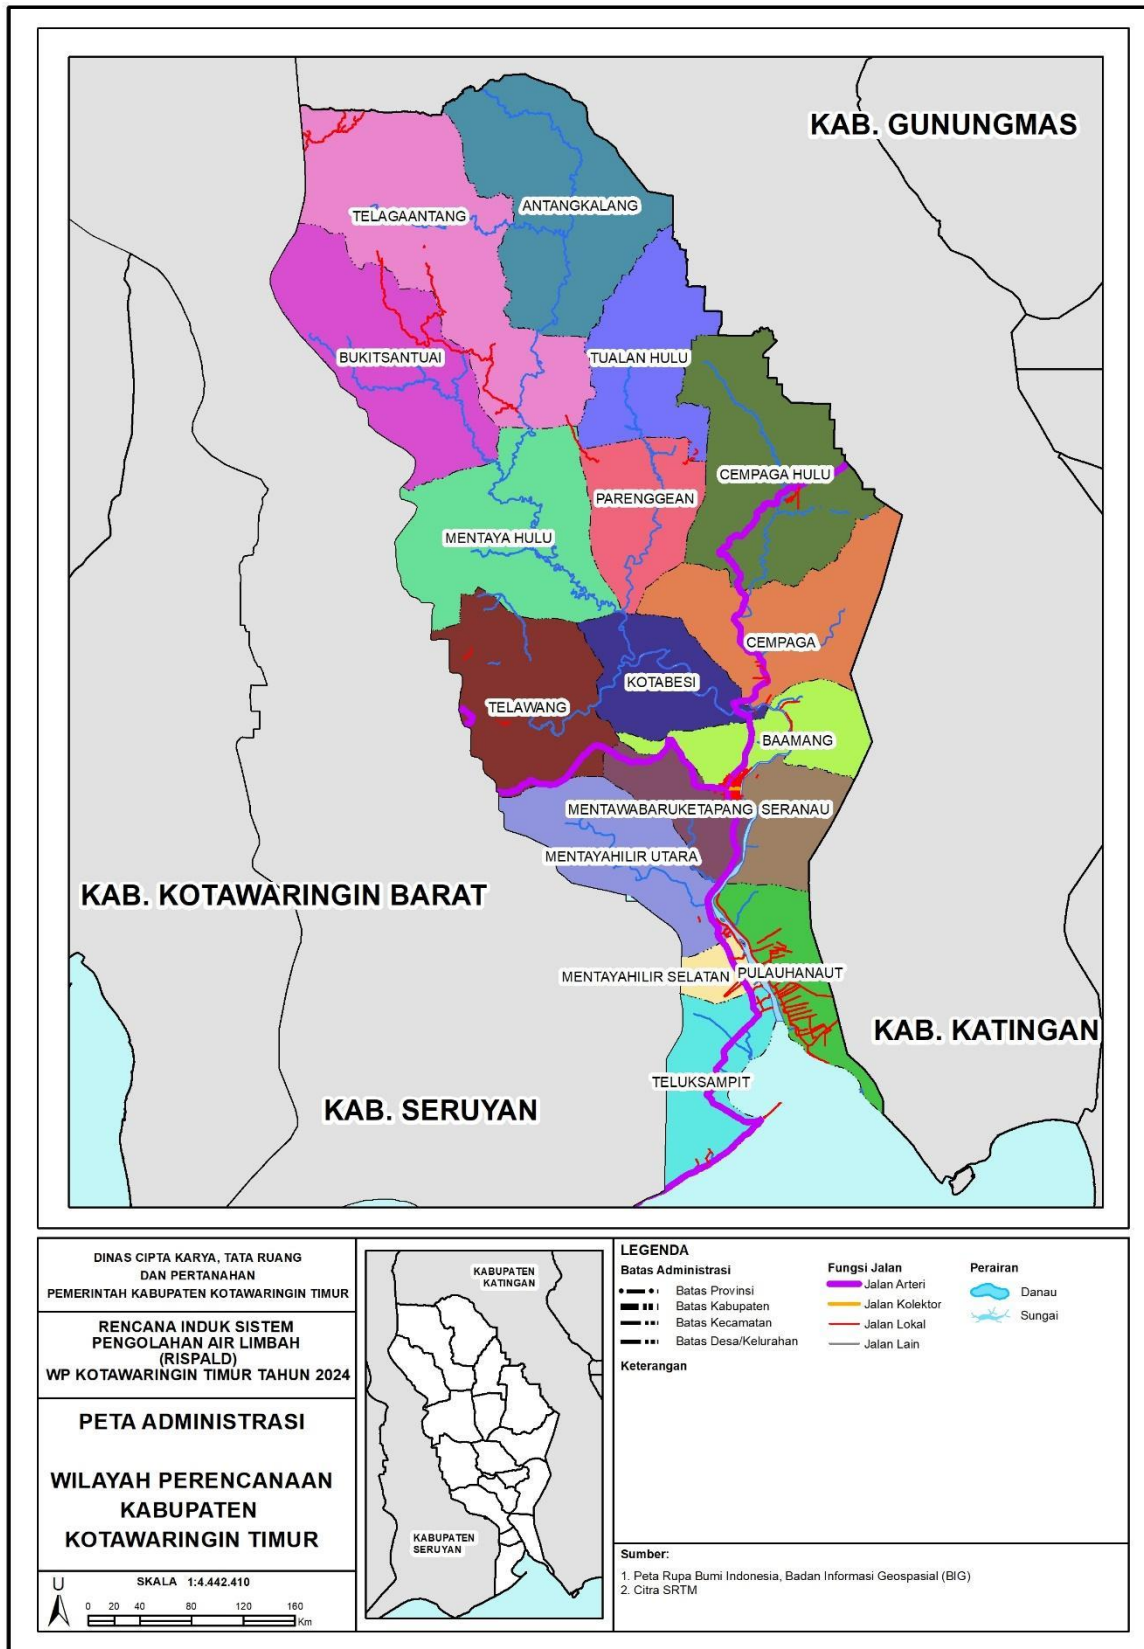 KAB. GUNUNGMAS
ANTANGKALANG
TELAGAANTANG
BUKITSANTUAI
TUALAN HULU
CEMPAGA HULU
PARENGGEAN
MENTAYA HULU
CEMPAGA
KOTABESI
TELAWANG
BAAMANG
MENTAWABARUKETAPANG
SERANAU
MENTAYAHILIR UTARA
KAB. KOTAWARINGIN BARAT
MENTAYAHILIR SELATAN
PULAUHANAUT
KAB. KATINGAN
TELUKSAMPIT
KAB. SERUYAN
DINAS CIPTA KARYA, TATA RUANG
DAN PERTANAHAN
PEMERINTAH KABUPATEN KOTAWARINGIN TIMUR
RENCANA INDUK SISTEM
PENGOLAHAN AIR LIMBAH
(RISPALD)
WP KOTAWARINGIN TIMUR TAHUN 2024
PETA ADMINISTRASI
WILAYAH PERENCANAAN
KABUPATEN
KOTAWARINGIN TIMUR
U
SKALA 1:4.442.410
0 20 40 80 120 160
Km
KABUPATEN
KATINGAN
KABUPATEN
SERUYAN
LEGENDA
Batas Administrasi
Batas Provinsi
Batas Kabupaten
Batas Kecamatan
Batas Desa/Kelurahan
Keterangan
Fungsi Jalan
Jalan Arteri
Jalan Kolektor
Jalan Lokal
Jalan Lain
Perairan
Danau
Sungai
Sumber:
1. Peta Rupa Bumi Indonesia, Badan Informasi Geospasial (BIG)
2. Citra SRTM